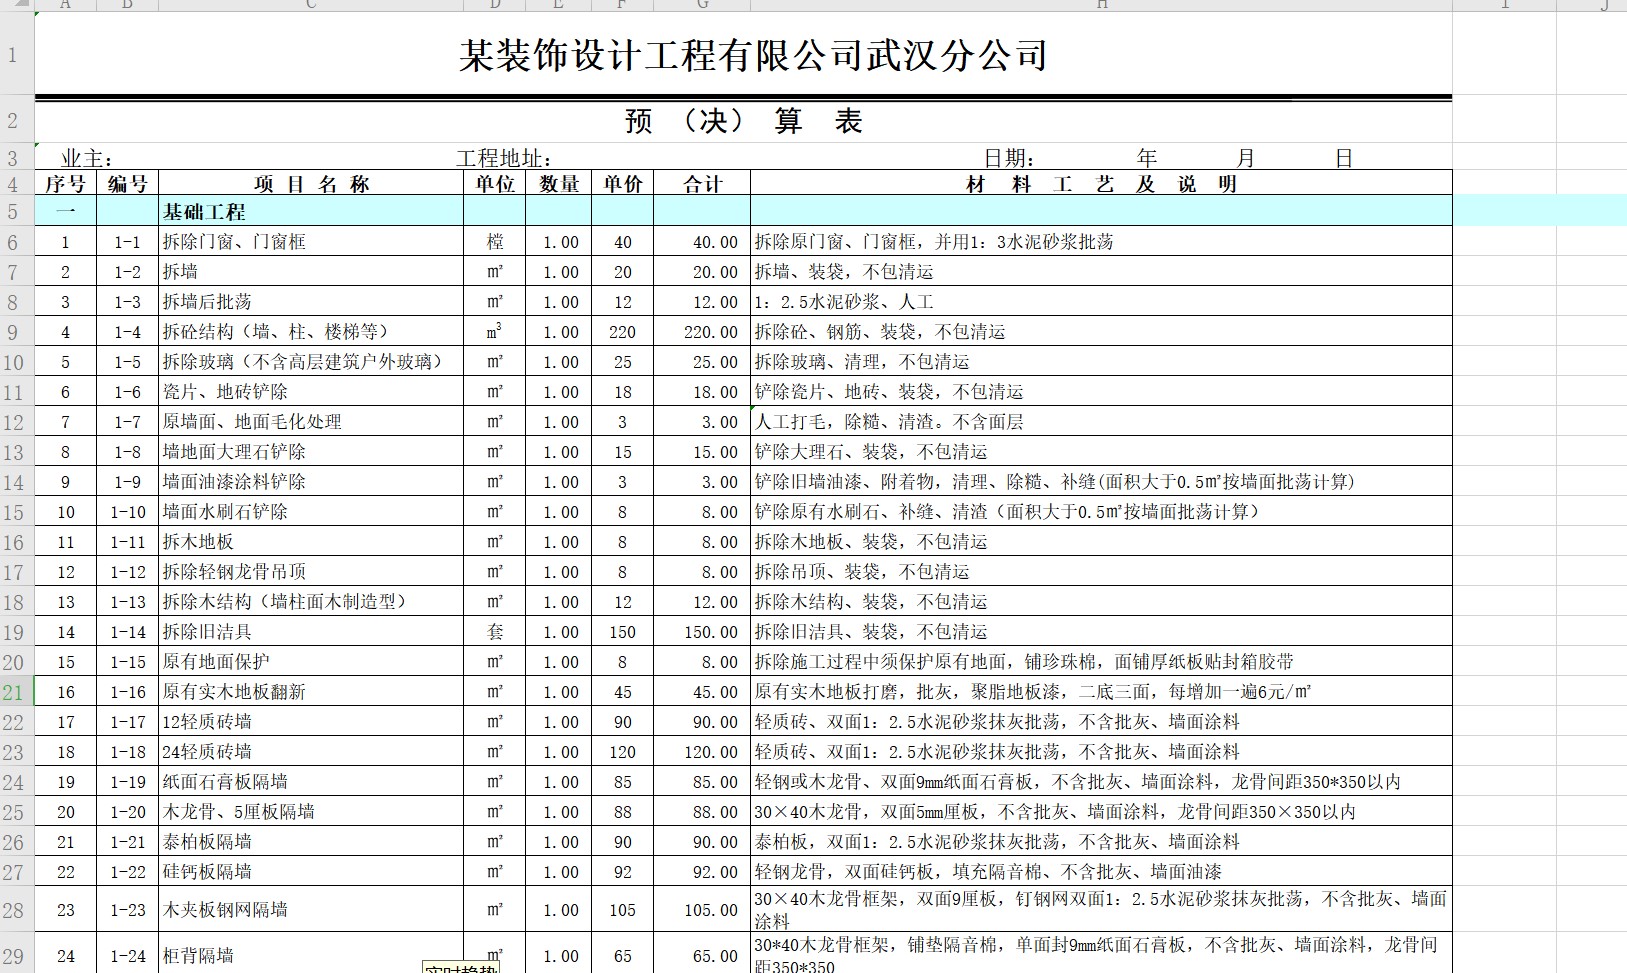 A B C D E F G H I J
1 某装饰设计工程有限公司武汉分公司
2 预 （决） 算 表
3 业主： 工程地址： 日期： 年 月 日
4 序号 编号 项 目 名 称 单位 数量 单价 合计 材 料 工 艺 及 说 明
5 一 基础工程
6 1 1-1 拆除门窗、门窗框 樘 1.00 40 40.00 拆除原门窗、门窗框，并用1：3水泥砂浆批荡
7 2 1-2 拆墙 ㎡ 1.00 20 20.00 拆墙、装袋，不包清运
8 3 1-3 拆墙后批荡 ㎡ 1.00 12 12.00 1：2.5水泥砂浆、人工
9 4 1-4 拆砼结构（墙、柱、楼梯等） m³ 1.00 220 220.00 拆除砼、钢筋、装袋，不包清运
10 5 1-5 拆除玻璃（不含高层建筑户外玻璃） ㎡ 1.00 25 25.00 拆除玻璃、清理，不包清运
11 6 1-6 瓷片、地砖铲除 ㎡ 1.00 18 18.00 铲除瓷片、地砖、装袋，不包清运
12 7 1-7 原墙面、地面毛化处理 ㎡ 1.00 3 3.00 人工打毛，除糙、清渣。不含面层
13 8 1-8 墙地面大理石铲除 ㎡ 1.00 15 15.00 铲除大理石、装袋，不包清运
14 9 1-9 墙面油漆涂料铲除 ㎡ 1.00 3 3.00 铲除旧墙油漆、附着物，清理、除糙、补缝(面积大于0.5㎡按墙面批荡计算)
15 10 1-10 墙面水刷石铲除 ㎡ 1.00 8 8.00 铲除原有水刷石、补缝、清渣（面积大于0.5㎡按墙面批荡计算）
16 11 1-11 拆木地板 ㎡ 1.00 8 8.00 拆除木地板、装袋，不包清运
17 12 1-12 拆除轻钢龙骨吊顶 ㎡ 1.00 8 8.00 拆除吊顶、装袋，不包清运
18 13 1-13 拆除木结构（墙柱面木制造型） ㎡ 1.00 12 12.00 拆除木结构、装袋，不包清运
19 14 1-14 拆除旧洁具 套 1.00 150 150.00 拆除旧洁具、装袋，不包清运
20 15 1-15 原有地面保护 ㎡ 1.00 8 8.00 拆除施工过程中须保护原有地面，铺珍珠棉，面铺厚纸板贴封箱胶带
21 16 1-16 原有实木地板翻新 ㎡ 1.00 45 45.00 原有实木地板打磨，批灰，聚脂地板漆，二底三面，每增加一遍6元/㎡
22 17 1-17 12轻质砖墙 ㎡ 1.00 90 90.00 轻质砖、双面1：2.5水泥砂浆抹灰批荡，不含批灰、墙面涂料
23 18 1-18 24轻质砖墙 ㎡ 1.00 120 120.00 轻质砖、双面1：2.5水泥砂浆抹灰批荡，不含批灰、墙面涂料
24 19 1-19 纸面石膏板隔墙 ㎡ 1.00 85 85.00 轻钢或木龙骨、双面9mm纸面石膏板，不含批灰、墙面涂料，龙骨间距350*350以内
25 20 1-20 木龙骨、5厘板隔墙 ㎡ 1.00 88 88.00 30×40木龙骨，双面5mm厘板，不含批灰、墙面涂料，龙骨间距350×350以内
26 21 1-21 泰柏板隔墙 ㎡ 1.00 90 90.00 泰柏板，双面1：2.5水泥砂浆抹灰批荡，不含批灰、墙面涂料
27 22 1-22 硅钙板隔墙 ㎡ 1.00 92 92.00 轻钢龙骨，双面硅钙板，填充隔音棉、不含批灰、墙面油漆
28 23 1-23 木夹板钢网隔墙 ㎡ 1.00 105 105.00 30×40木龙骨框架，双面9厘板，钉钢网双面1：2.5水泥砂浆抹灰批荡，不含批灰、墙面
涂料
29 24 1-24 柜背隔墙 ㎡ 1.00 65 65.00 30*40木龙骨框架，铺垫隔音棉，单面封9mm纸面石膏板，不含批灰、墙面涂料，龙骨间
距350*350
实时趋势